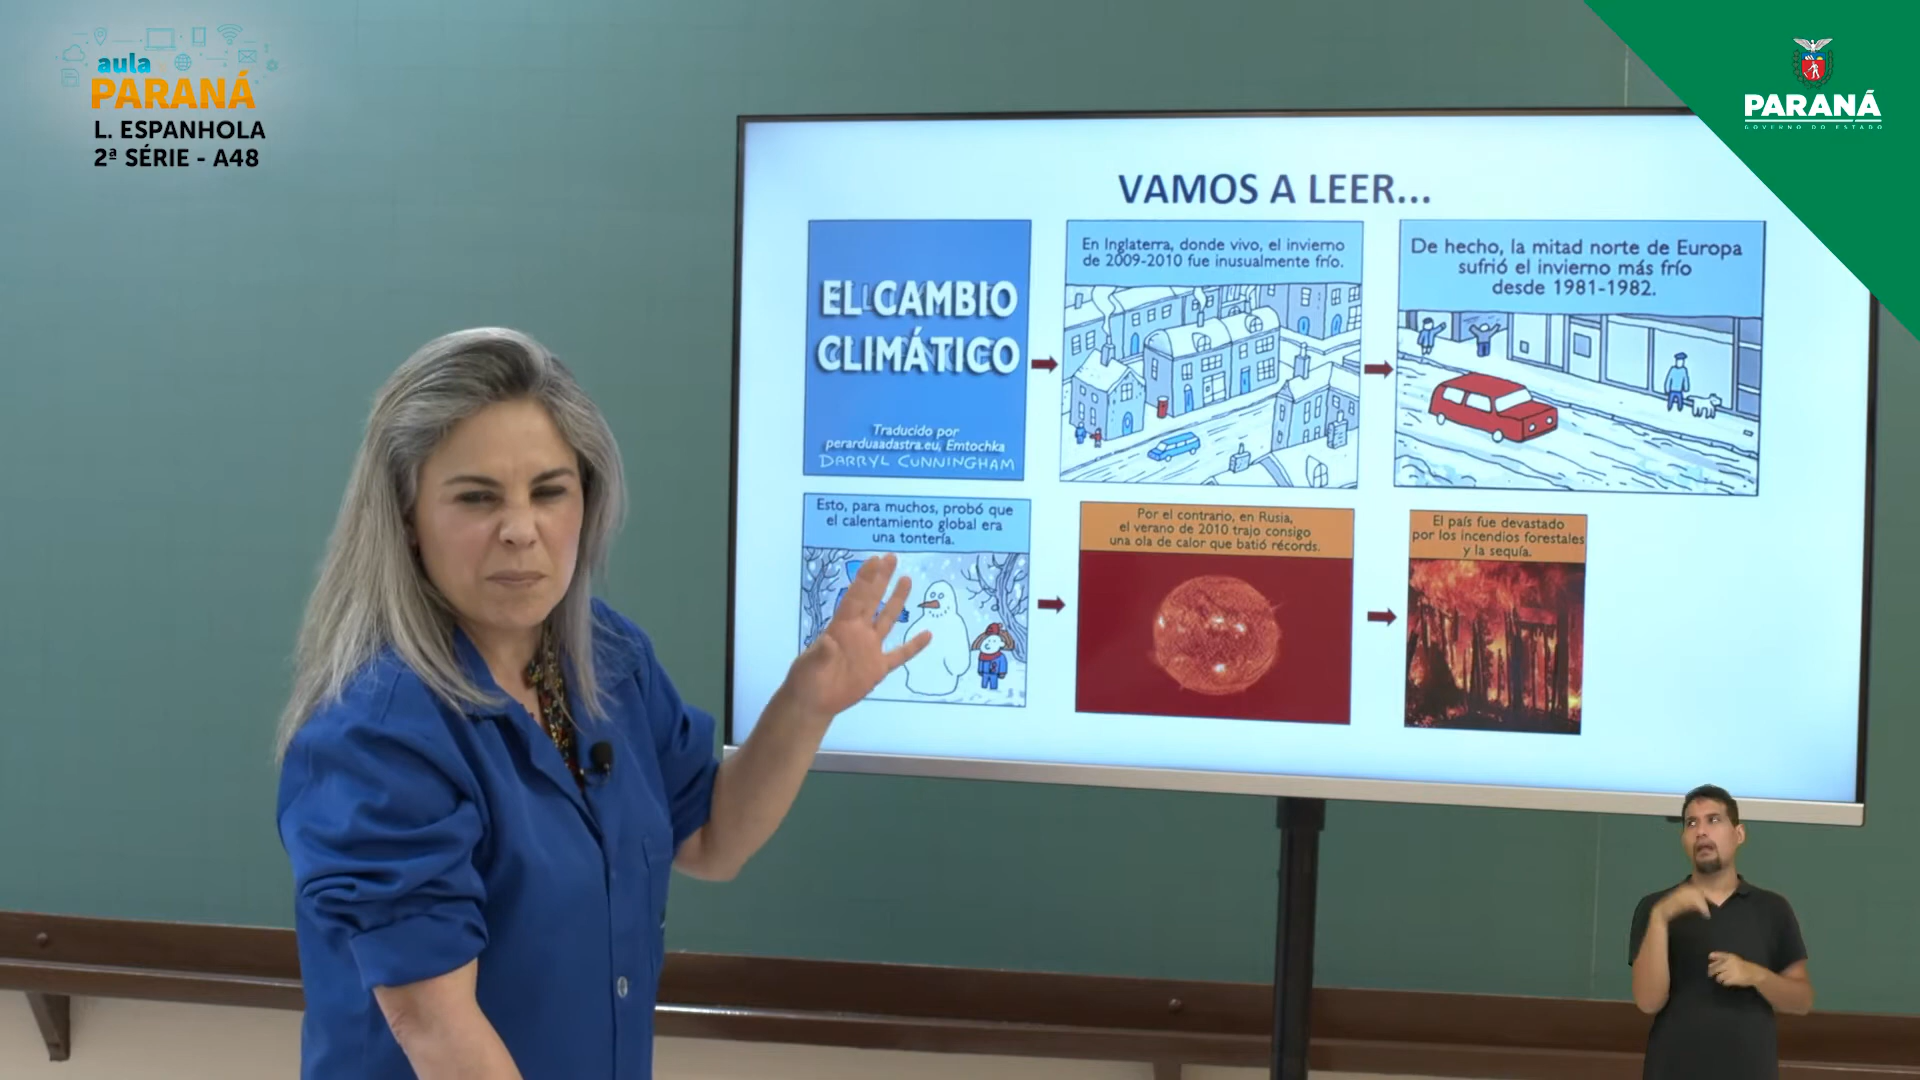 aula
PARANÁ
L. ESPANHOLA
2ª SÉRIE - A48
PARANÁ
GOVERNO DO ESTADO
VAMOS A LEER...
EL CAMBIO
CLIMÁTICO
Traducido por
perarduaadastra.eu, Emtochka
DARRYL CUNNINGHAM
En Inglaterra, donde vivo, el invierno
de 2009-2010 fue inusualmente frío.
De hecho, la mitad norte de Europa
sufrió el invierno más frío
desde 1981-1982.
Esto, para muchos, probó que
el calentamiento global era
una tontería.
Por el contrario, en Rusia,
el verano de 2010 trajo consigo
una ola de calor que batió récords.
El país fue devastado
por los incendios forestales
y la sequía.